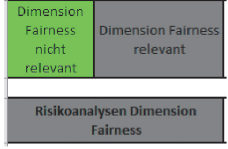 Dimension
Fairness
nicht
relevant
Dimension Fairness
relevant
Risikoanalysen Dimension
Fairness